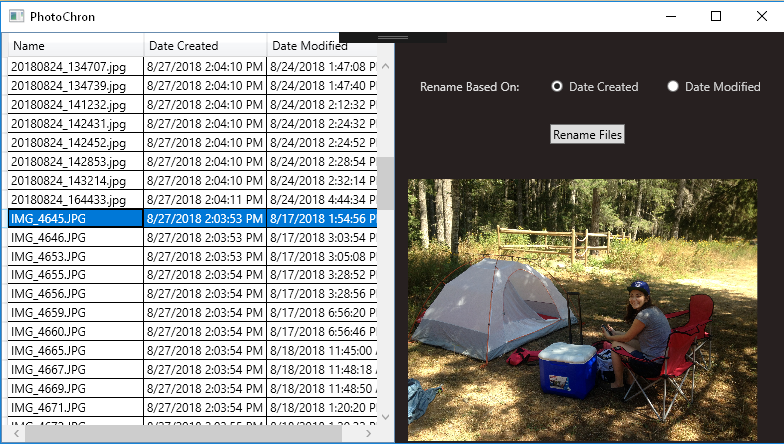 PhotoChron
Name Date Created Date Modified
20180824_134707.jpg 8/27/2018 2:04:10 PM 8/24/2018 1:47:08 P
20180824_134739.jpg 8/27/2018 2:04:10 PM 8/24/2018 1:47:40 P
20180824_141232.jpg 8/27/2018 2:04:10 PM 8/24/2018 2:12:32 P
20180824_142431.jpg 8/27/2018 2:04:10 PM 8/24/2018 2:24:32 P
20180824_142452.jpg 8/27/2018 2:04:10 PM 8/24/2018 2:24:52 P
20180824_142853.jpg 8/27/2018 2:04:10 PM 8/24/2018 2:28:54 P
20180824_143214.jpg 8/27/2018 2:04:10 PM 8/24/2018 2:32:14 P
20180824_164433.jpg 8/27/2018 2:04:11 PM 8/24/2018 4:44:34 P
IMG_4645.JPG 8/27/2018 2:03:53 PM 8/17/2018 1:54:56 P
IMG_4646.JPG 8/27/2018 2:03:53 PM 8/17/2018 3:03:54 P
IMG_4653.JPG 8/27/2018 2:03:53 PM 8/17/2018 3:05:08 P
IMG_4655.JPG 8/27/2018 2:03:54 PM 8/17/2018 3:28:52 P
IMG_4656.JPG 8/27/2018 2:03:54 PM 8/17/2018 3:28:56 P
IMG_4659.JPG 8/27/2018 2:03:54 PM 8/17/2018 6:56:20 P
IMG_4660.JPG 8/27/2018 2:03:54 PM 8/17/2018 6:56:46 P
IMG_4665.JPG 8/27/2018 2:03:54 PM 8/18/2018 11:45:00
IMG_4667.JPG 8/27/2018 2:03:54 PM 8/18/2018 11:48:18
IMG_4669.JPG 8/27/2018 2:03:54 PM 8/18/2018 11:48:50
IMG_4671.JPG 8/27/2018 2:03:54 PM 8/18/2018 1:20:20 P
Rename Based On: Date Created Date Modified
Rename Files